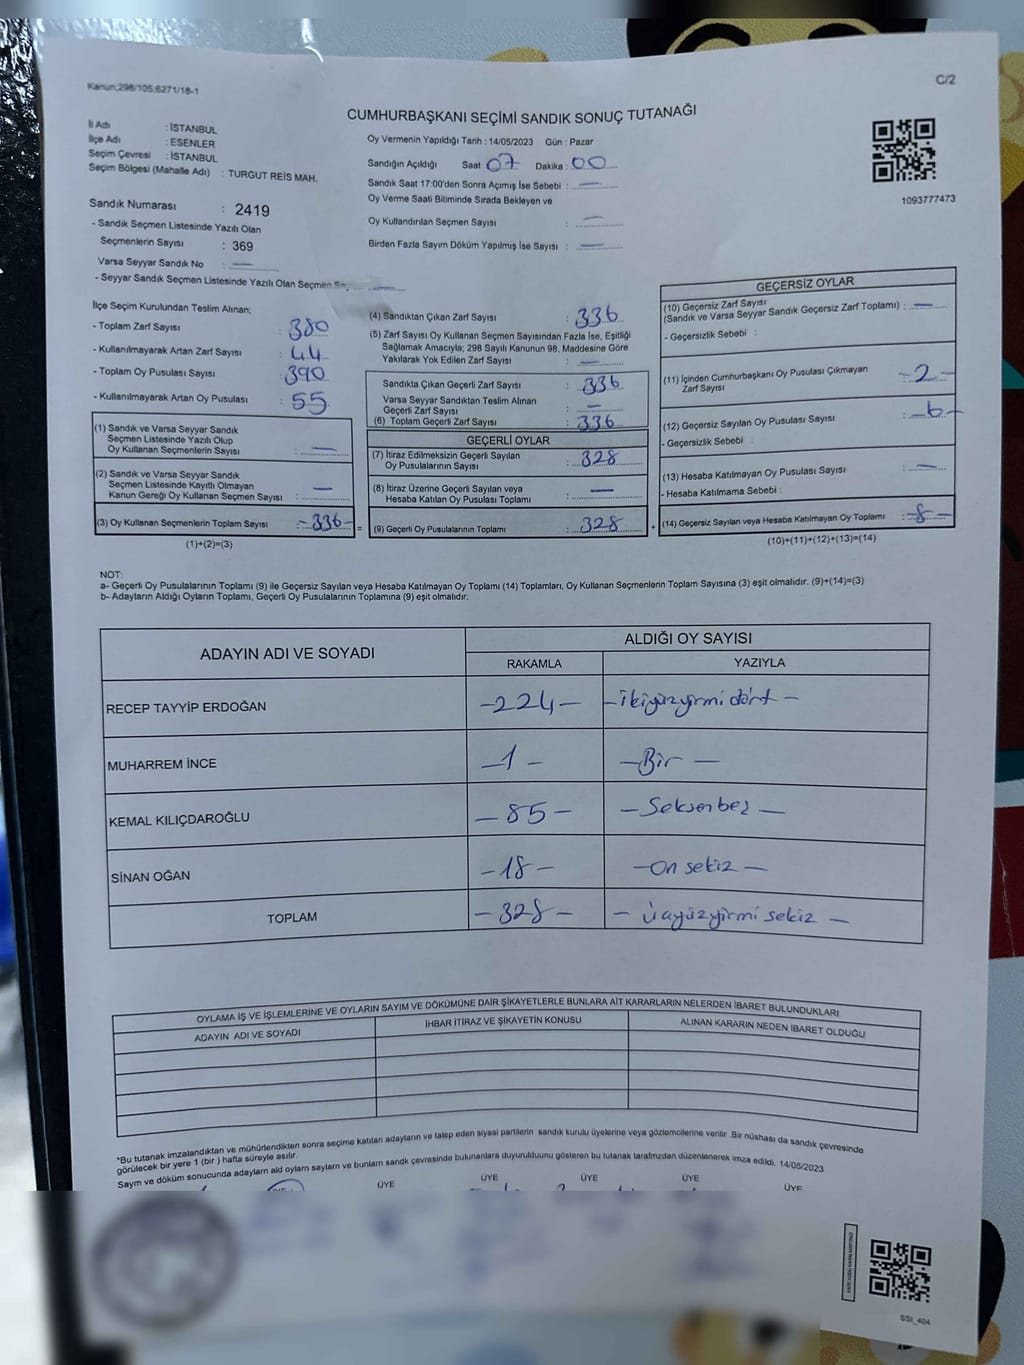 Kanun;298/105;6271/18-1
C/2
CUMHURBAŞKANI SEÇİMİ SANDIK SONUÇ TUTANAĞI
İl Adı : İSTANBUL
İlçe Adı : ESENLER
Seçim Çevresi : İSTANBUL
Seçim Bölgesi (Mahalle Adı) : TURGUT REİS MAH.
Sandık Numarası : 2419
- Sandık Seçmen Listesinde Yazılı Olan
Seçmenlerin Sayısı : 369
Varsa Seyyar Sandık No : —
- Seyyar Sandık Seçmen Listesinde Yazılı Olan Seçmen —
Oy Vermenin Yapıldığı Tarih : 14/05/2023 Gün : Pazar
Sandığın Açıldığı Saat 07 Dakika : 00
Sandık Saat 17:00'den Sonra Açımış İse Sebebi : —
Oy Verme Saati Bitiminde Sırada Bekleyen ve
Oy Kullandırılan Seçmen Sayısı : —
Birden Fazla Sayım Döküm Yapılmış İse Sayısı : —
1093777473
İlçe Seçim Kurulundan Teslim Alınan;
- Toplam Zarf Sayısı : 380
- Kullanılmayarak Artan Zarf Sayısı : 44
- Toplam Oy Pusulası Sayısı : 390
- Kullanılmayarak Artan Oy Pusulası : 55
(1) Sandık ve Varsa Seyyar Sandık
Seçmen Listesinde Yazılı Olup
Oy Kullanan Seçmenlerin Sayısı : —
(2) Sandık ve Varsa Seyyar Sandık
Seçmen Listesinde Kayıtlı Olmayan
Kanun Gereği Oy Kullanan Seçmen Sayısı : —
(3) Oy Kullanan Seçmenlerin Toplam Sayısı : -336-
(1)+(2)=(3)
(4) Sandıktan Çıkan Zarf Sayısı : 336
(5) Zarf Sayısı Oy Kullanan Seçmen Sayısından Fazla İse, Eşitliği
Sağlamak Amacıyla; 298 Sayılı Kanunun 98. Maddesine Göre
Yakılarak Yok Edilen Zarf Sayısı : —
Sandıkta Çıkan Geçerli Zarf Sayısı : 336
Varsa Seyyar Sandıktan Teslim Alınan
Geçerli Zarf Sayısı : —
(6) Toplam Geçerli Zarf Sayısı : 336
GEÇERLİ OYLAR
(7) İtiraz Edilmeksizin Geçerli Sayılan
Oy Pusulalarının Sayısı : 328
(8) İtiraz Üzerine Geçerli Sayılan veya
Hesaba Katılan Oy Pusulası Toplamı : —
= (9) Geçerli Oy Pusulalarının Toplamı : 328 +
GEÇERSİZ OYLAR
(10) Geçersiz Zarf Sayısı
(Sandık ve Varsa Seyyar Sandık Geçersiz Zarf Toplamı) : —
- Geçersizlik Sebebi :
(11) İçinden Cumhurbaşkanı Oy Pusulası Çıkmayan
Zarf Sayısı : -2-
(12) Geçersiz Sayılan Oy Pusulası Sayısı : -6-
- Geçersizlik Sebebi :
(13) Hesaba Katılmayan Oy Pusulası Sayısı : —
- Hesaba Katılmama Sebebi :
(14) Geçersiz Sayılan veya Hesaba Katılmayan Oy Toplamı : -8-
(10)+(11)+(12)+(13)=(14)
NOT:
a- Geçerli Oy Pusulalarının Toplamı (9) ile Geçersiz Sayılan veya Hesaba Katılmayan Oy Toplamı (14) Toplamları, Oy Kullanan Seçmenlerin Toplam Sayısına (3) eşit olmalıdır. (9)+(14)=(3)
b- Adayların Aldığı Oyların Toplamı, Geçerli Oy Pusulalarının Toplamına (9) eşit olmalıdır.
ADAYIN ADI VE SOYADI
ALDIĞI OY SAYISI
RAKAMLA YAZIYLA
RECEP TAYYİP ERDOĞAN -224- -ikiyüzyirmi dört-
MUHARREM İNCE -1- -Bir-
KEMAL KILIÇDAROĞLU -85- -Seksenbeş-
SİNAN OĞAN -18- -On sekiz-
TOPLAM -328- -üçyüzyirmi sekiz-
OYLAMA İŞ VE İŞLEMLERİNE VE OYLARIN SAYIM VE DÖKÜMÜNE DAİR ŞİKAYETLERLE BUNLARA AİT KARARLARIN NELERDEN İBARET BULUNDUKLARI
ADAYIN ADI VE SOYADI İHBAR İTİRAZ VE ŞİKAYETİN KONUSU ALINAN KARARIN NEDEN İBARET OLDUĞU
*Bu tutanak imzalandıktan ve mühürlendikten sonra seçime katılan adayların ve talep eden siyasi partilerin sandık kurulu üyelerine veya gözlemcilerine verilir. Bir nüshası da sandık çevresinde
görülecek bir yere 1 (bir ) hafta süreyle asılır.
Sayım ve döküm sonucunda adayların aldı oyların sayların ve bunların sandık çevresinde bulunanlara duyurulduunu gösteren bu tutanak tarafmzdan düzenlenerek imza edildi. 14/05/2023
ÜYE ÜYE ÜYE ÜYE ÜYE
SSI_404